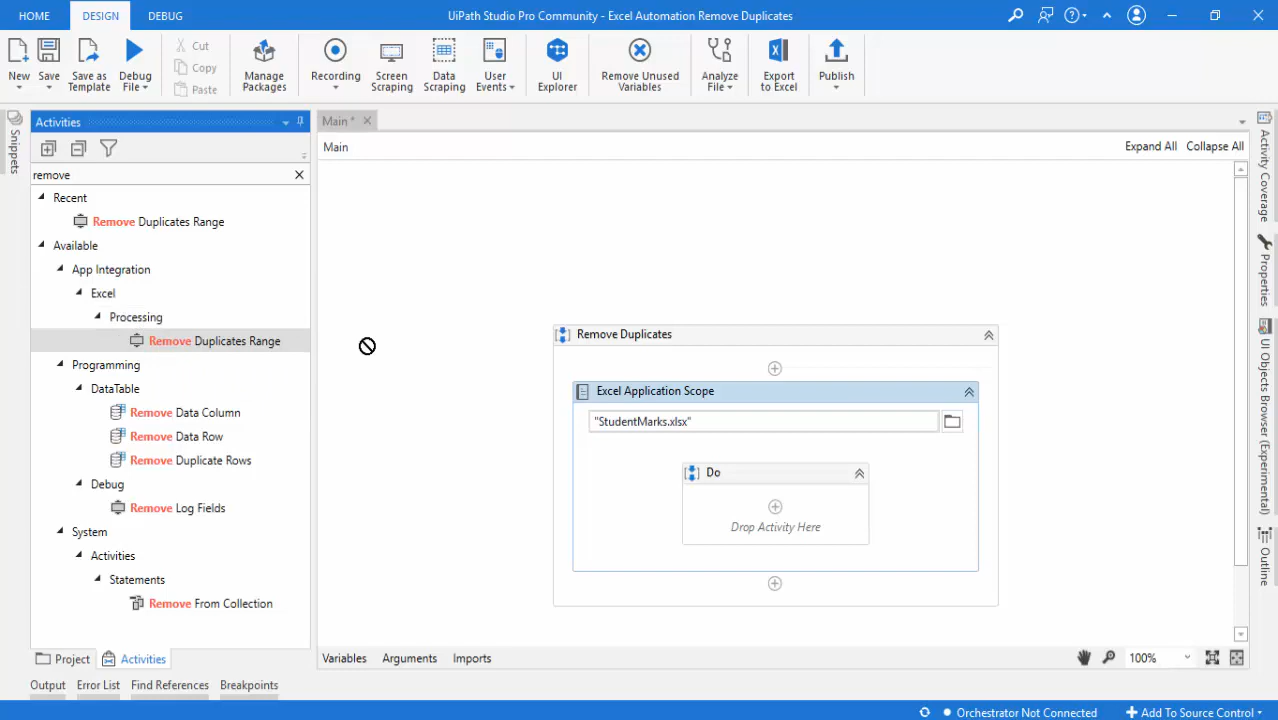 HOME DESIGN DEBUG UiPath Studio Pro Community - Excel Automation Remove Duplicates
New Save Save as Template Debug File Cut Copy Paste Manage Packages Recording Screen Scraping Data Scraping User Events UI Explorer Remove Unused Variables Analyze File Export to Excel Publish
Snippets
Activities
remove
Recent
Remove Duplicates Range
Available
App Integration
Excel
Processing
Remove Duplicates Range
Programming
DataTable
Remove Data Column
Remove Data Row
Remove Duplicate Rows
Debug
Remove Log Fields
System
Activities
Statements
Remove From Collection
Project Activities
Output Error List Find References Breakpoints
Main *
Main Expand All Collapse All
Remove Duplicates
Excel Application Scope
"StudentMarks.xlsx"
Do
Drop Activity Here
Variables Arguments Imports 100%
Activity Coverage
Properties
UI Objects Browser (Experimental)
Outline
Orchestrator Not Connected Add To Source Control